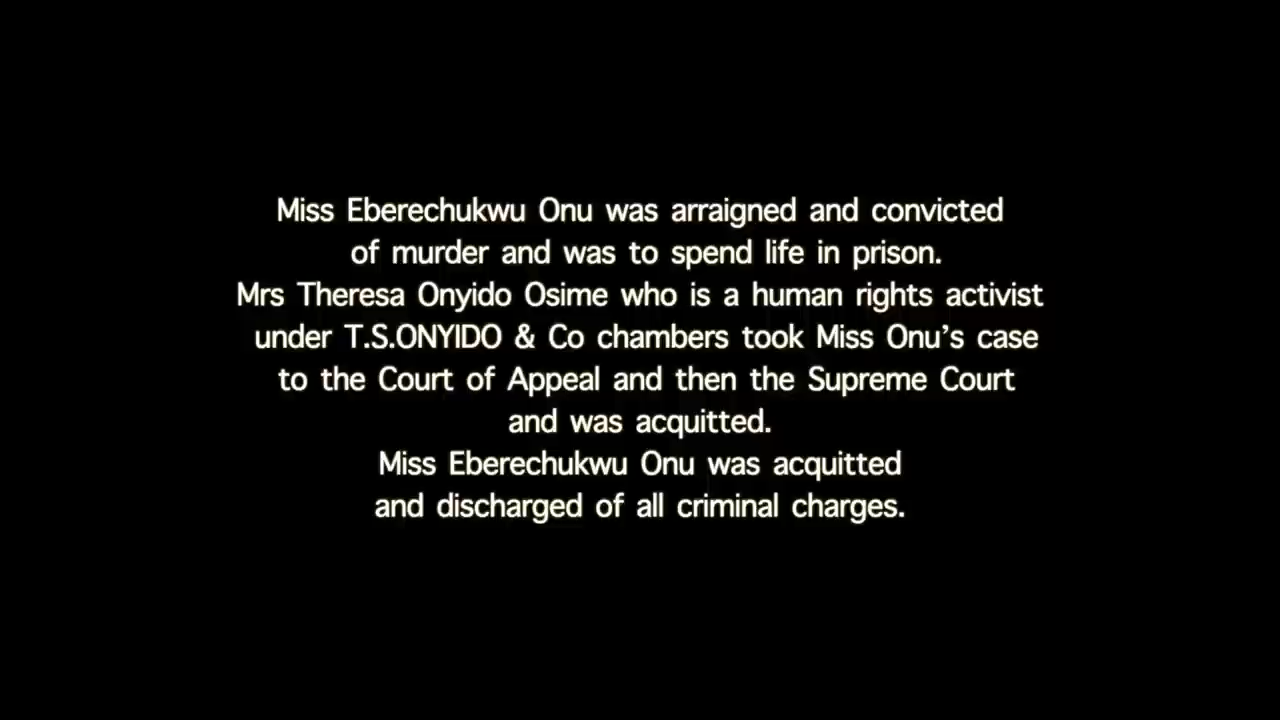 Miss Eberechukwu Onu was arraigned and convicted
of murder and was to spend life in prison.
Mrs Theresa Onyido Osime who is a human rights activist
under T.S.ONYIDO & Co chambers took Miss Onu’s case
to the Court of Appeal and then the Supreme Court
and was acquitted.
Miss Eberechukwu Onu was acquitted
and discharged of all criminal charges.